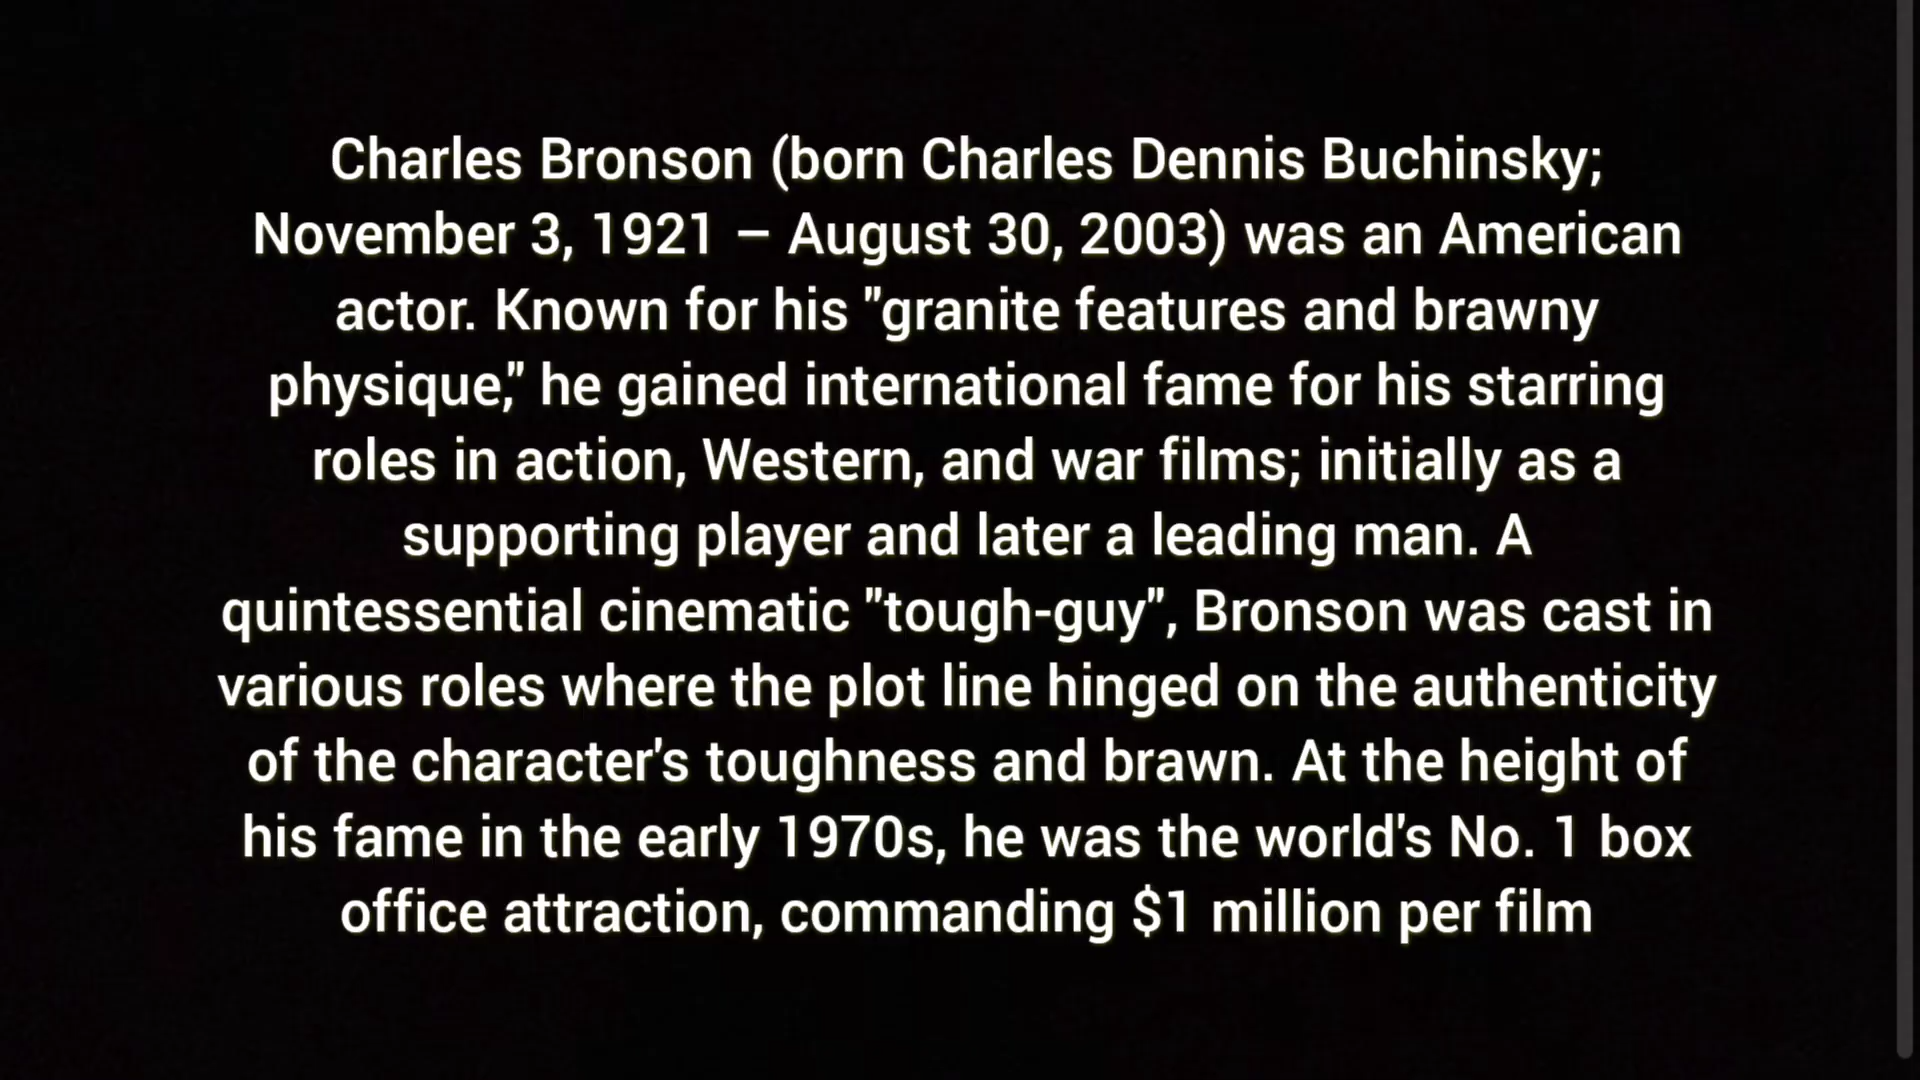 Charles Bronson (born Charles Dennis Buchinsky;
November 3, 1921 – August 30, 2003) was an American
actor. Known for his "granite features and brawny
physique," he gained international fame for his starring
roles in action, Western, and war films; initially as a
supporting player and later a leading man. A
quintessential cinematic "tough-guy", Bronson was cast in
various roles where the plot line hinged on the authenticity
of the character's toughness and brawn. At the height of
his fame in the early 1970s, he was the world's No. 1 box
office attraction, commanding $1 million per film